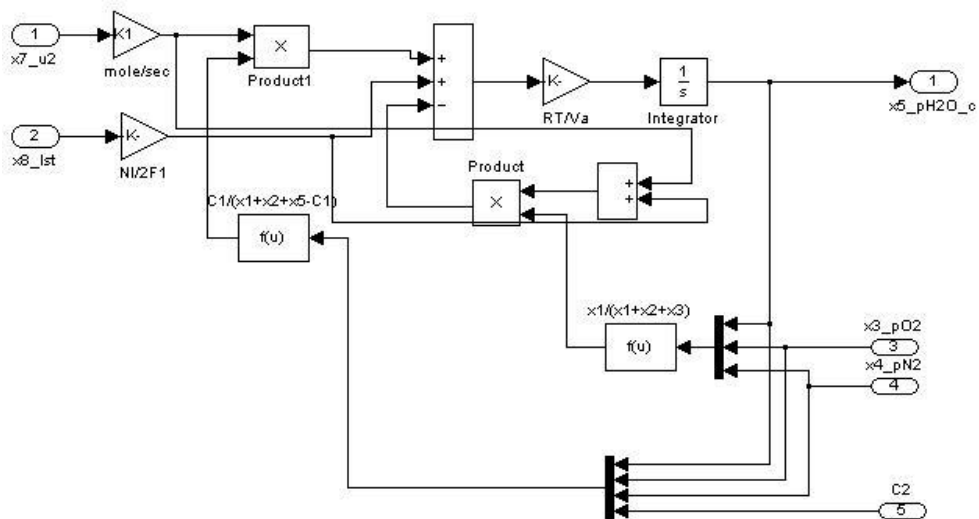 1
x7_u2
K1
mole/sec
×
Product1
+
+
−
K-
RT/Va
1
s
Integrator
1
x5_pH2O_c
2
x8_Ist
K-
NI/2F1
Product
×
+
+
C1/(x1+x2+x5-C1)
f(u)
x1/(x1+x2+x3)
f(u)
x3_pO2
3
x4_pN2
4
C2
5